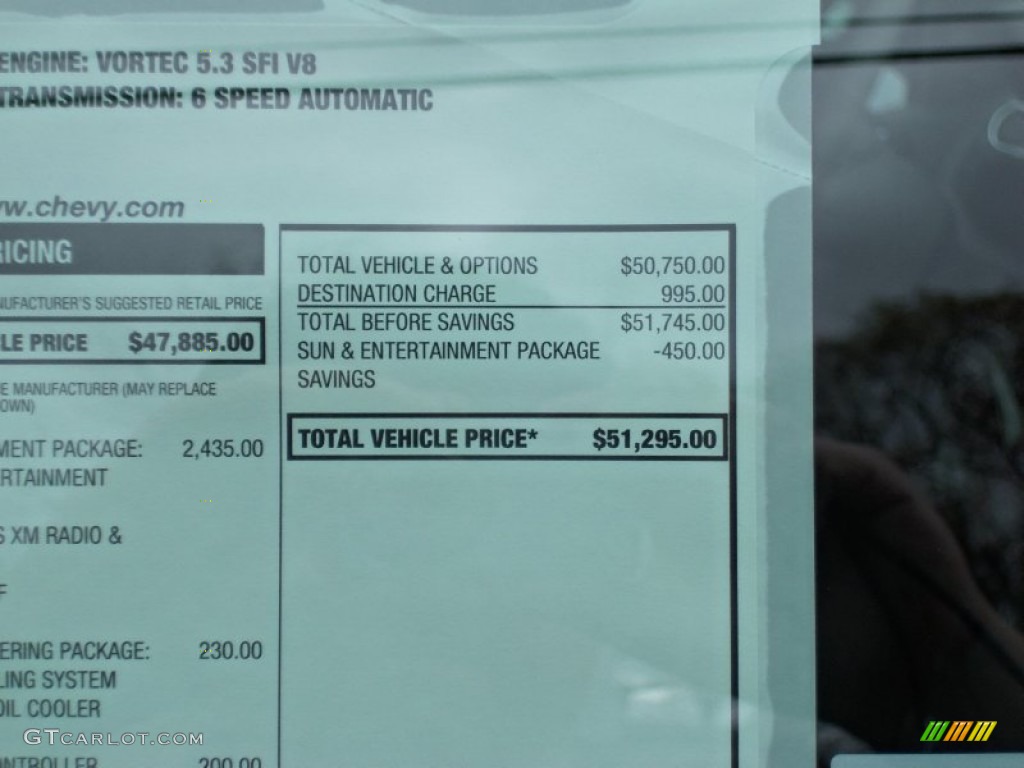 ENGINE: VORTEC 5.3 SFI V8
TRANSMISSION: 6 SPEED AUTOMATIC
w.chevy.com
RICING
NUFACTURER'S SUGGESTED RETAIL PRICE
LE PRICE $47,885.00
E MANUFACTURER (MAY REPLACE
OWN)
MENT PACKAGE: 2,435.00
RTAINMENT
S XM RADIO &
F
ERING PACKAGE: 230.00
LING SYSTEM
OIL COOLER
NTROLLER 200.00
TOTAL VEHICLE & OPTIONS $50,750.00
DESTINATION CHARGE 995.00
TOTAL BEFORE SAVINGS $51,745.00
SUN & ENTERTAINMENT PACKAGE -450.00
SAVINGS
TOTAL VEHICLE PRICE* $51,295.00
GTCARLOT.COM